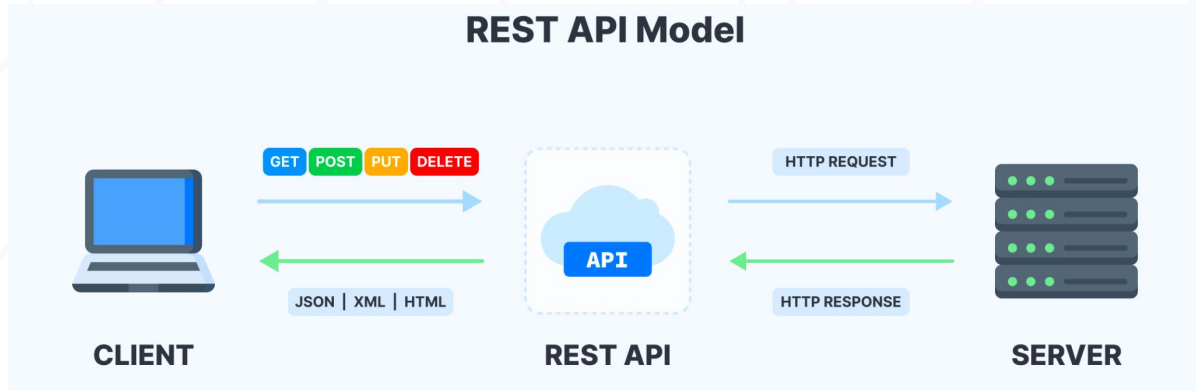 REST API Model
GET POST PUT DELETE
HTTP REQUEST
API
JSON | XML | HTML
HTTP RESPONSE
CLIENT
REST API
SERVER